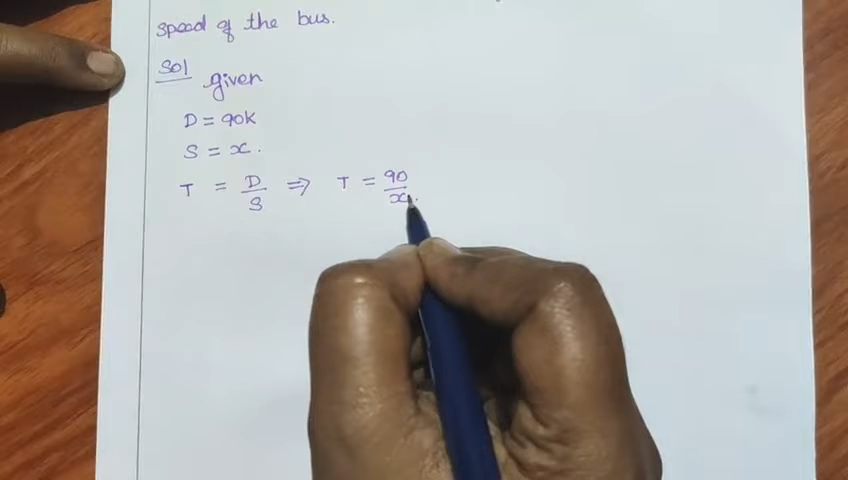 speed of the bus.
Sol given
D = 90k
S = x.
T = D/S ⇒ T = 90/x.